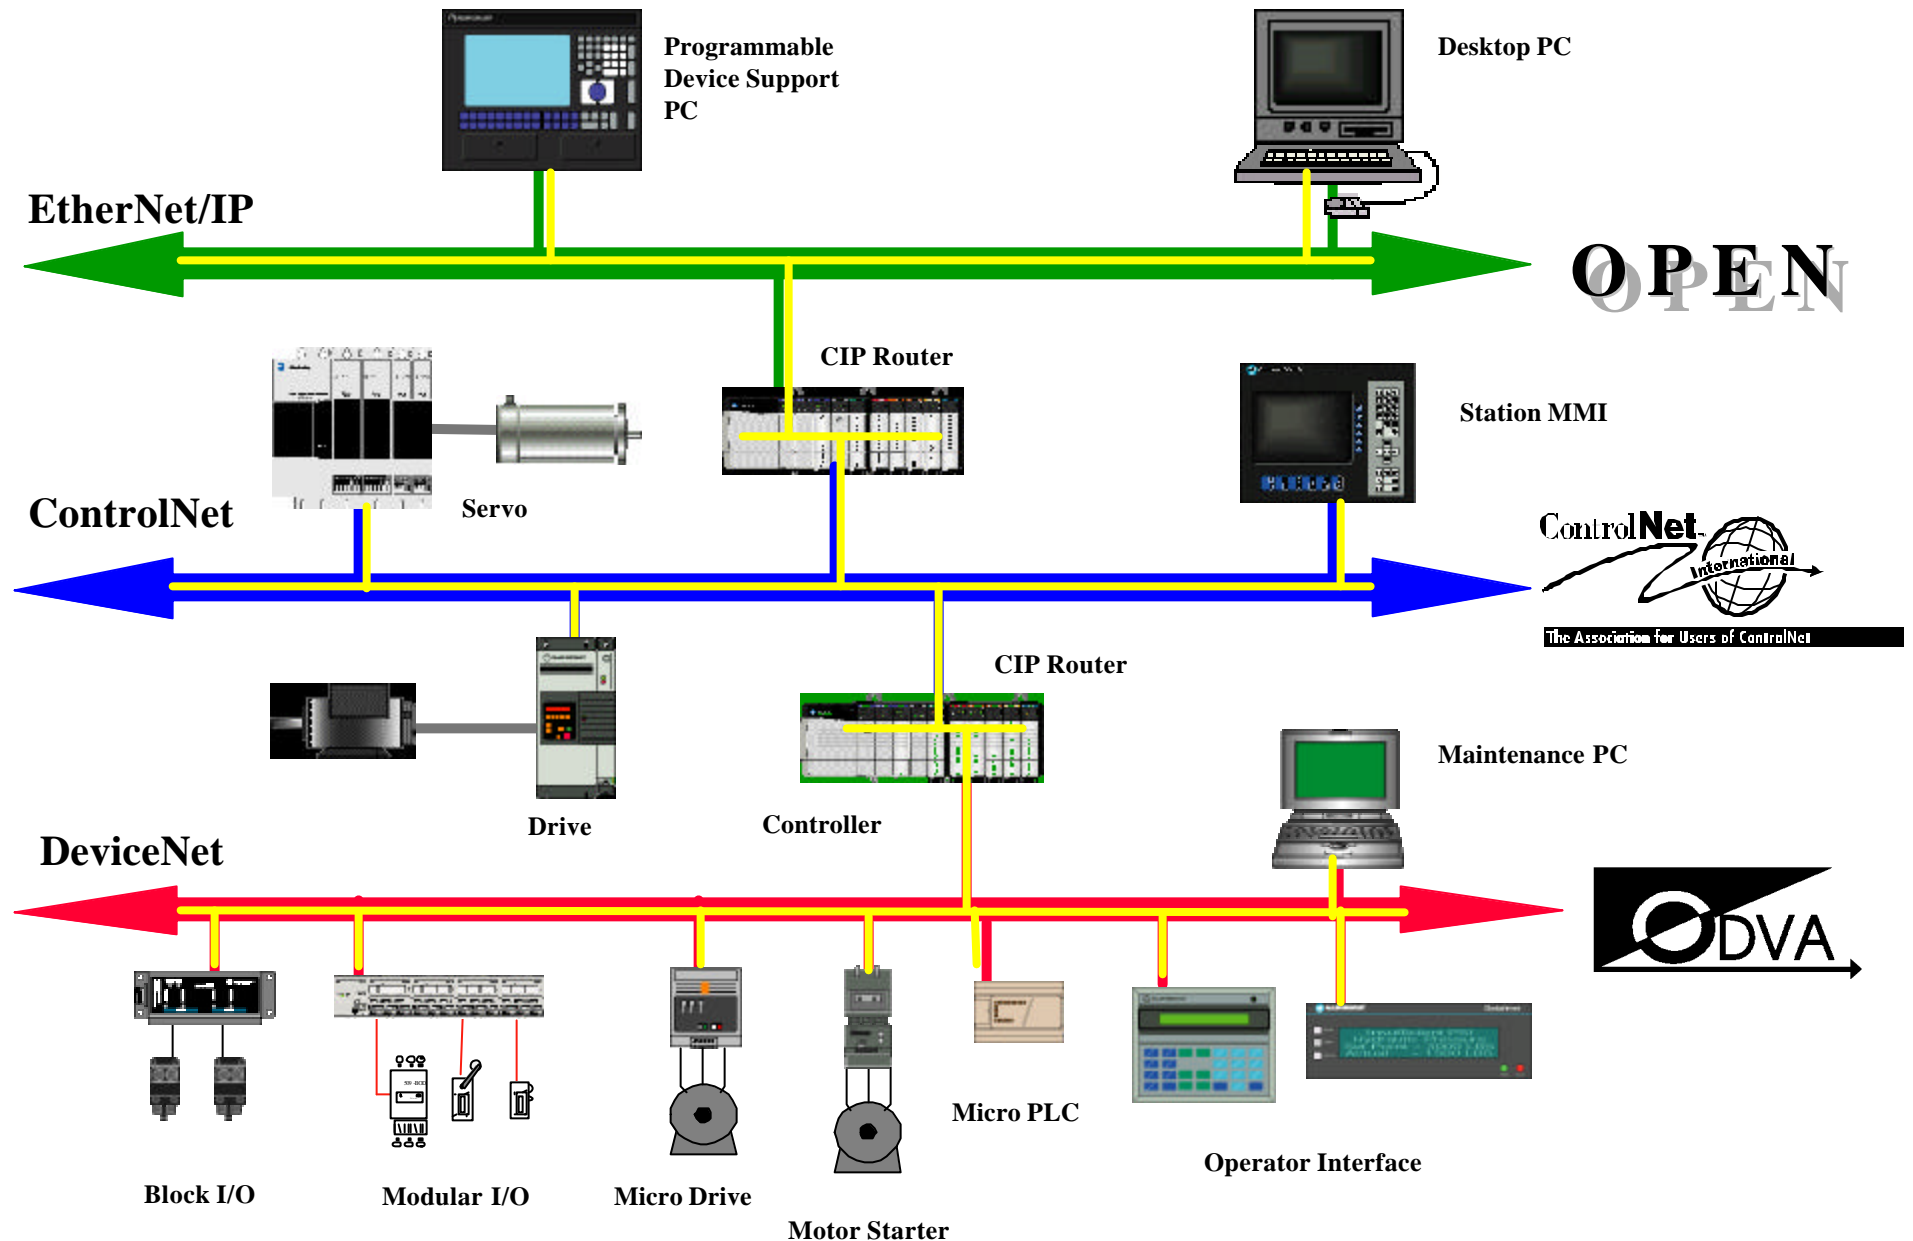 Programmable
Device Support
PC
Desktop PC
EtherNet/IP
OPEN
CIP Router
Station MMI
Servo
ControlNet
ControlNet
International
The Association for Users of ControlNet
CIP Router
Maintenance PC
Drive
Controller
DeviceNet
ODVA
Micro PLC
Operator Interface
Block I/O
Modular I/O
Micro Drive
Motor Starter